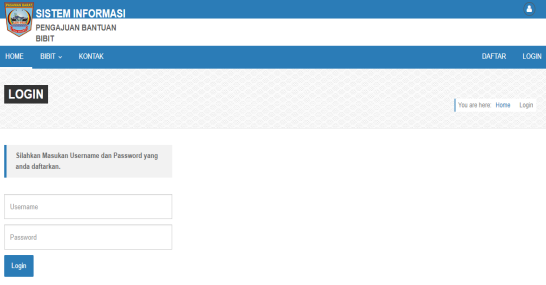 SISTEM INFORMASI
PENGAJUAN BANTUAN
BIBIT
HOME BIBIT KONTAK DAFTAR LOGIN
LOGIN
You are here Home Login
Silahkan Masukan Username dan Password yang
anda daftarkan.
Username
Password
Login